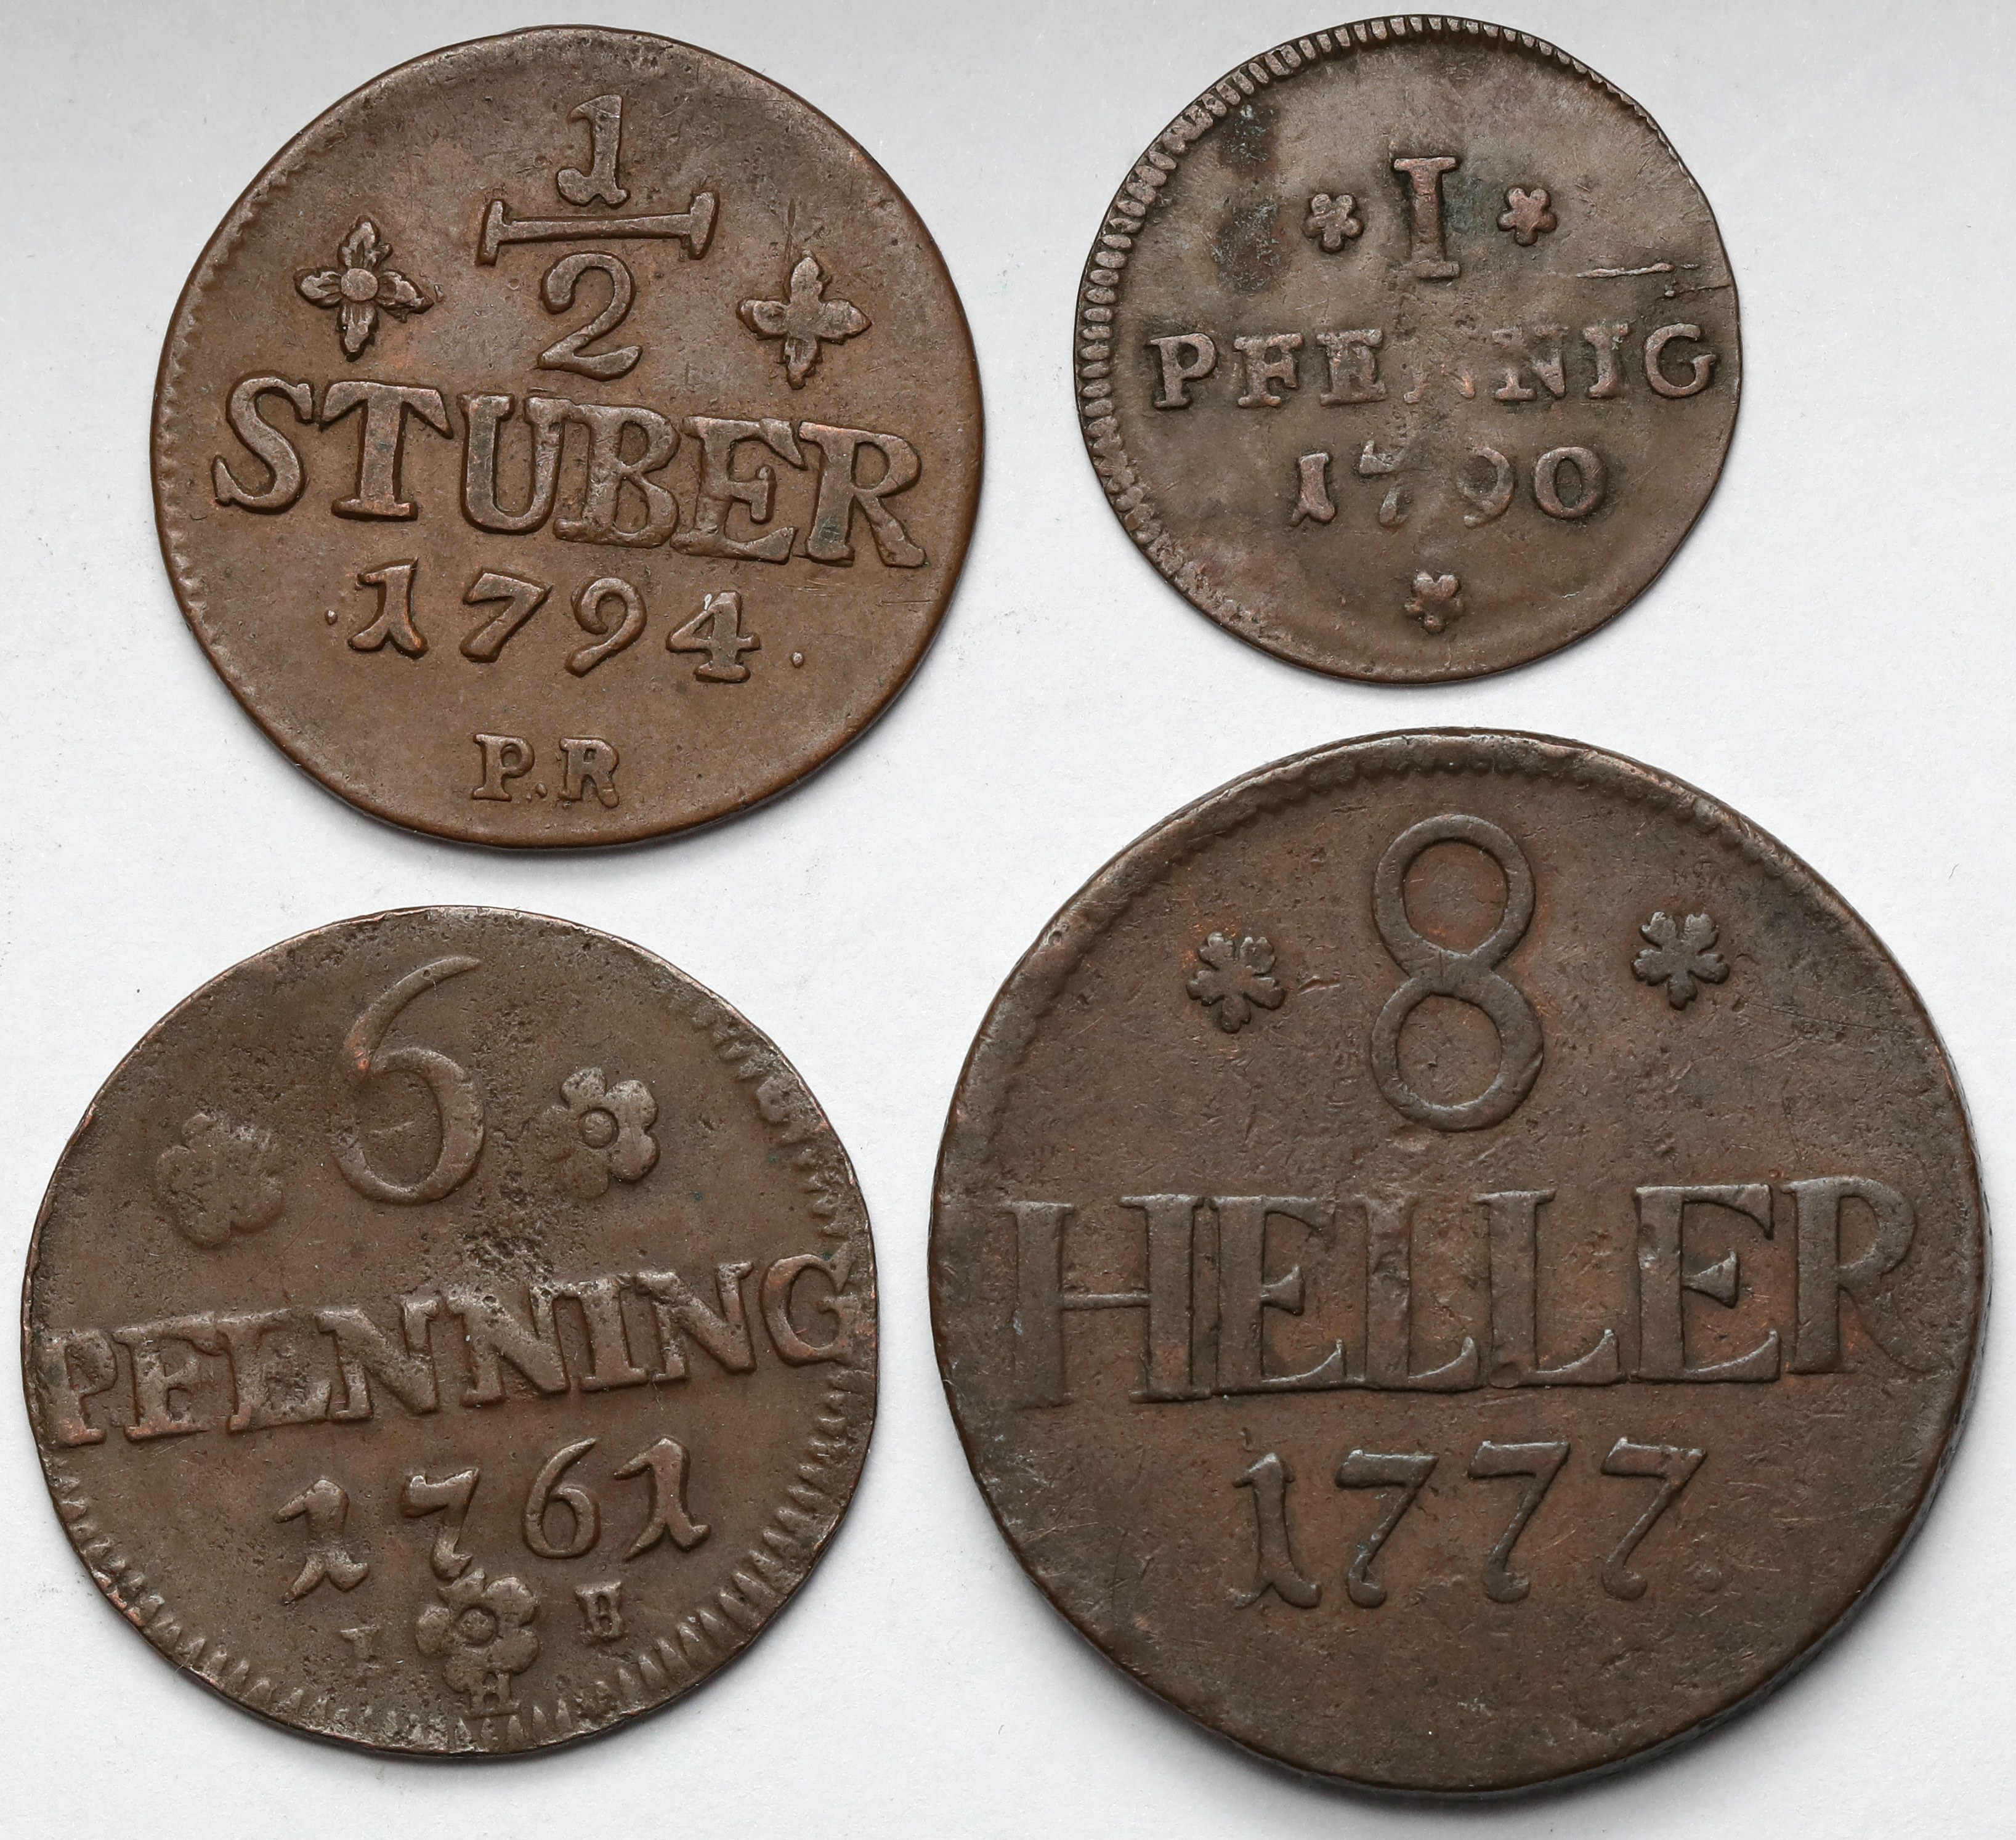 1
2
STUBER
.1794.
P.R
I
PFENNIG
1790
6
PFENNING
1761
I H
H
8
HELLER
1777.